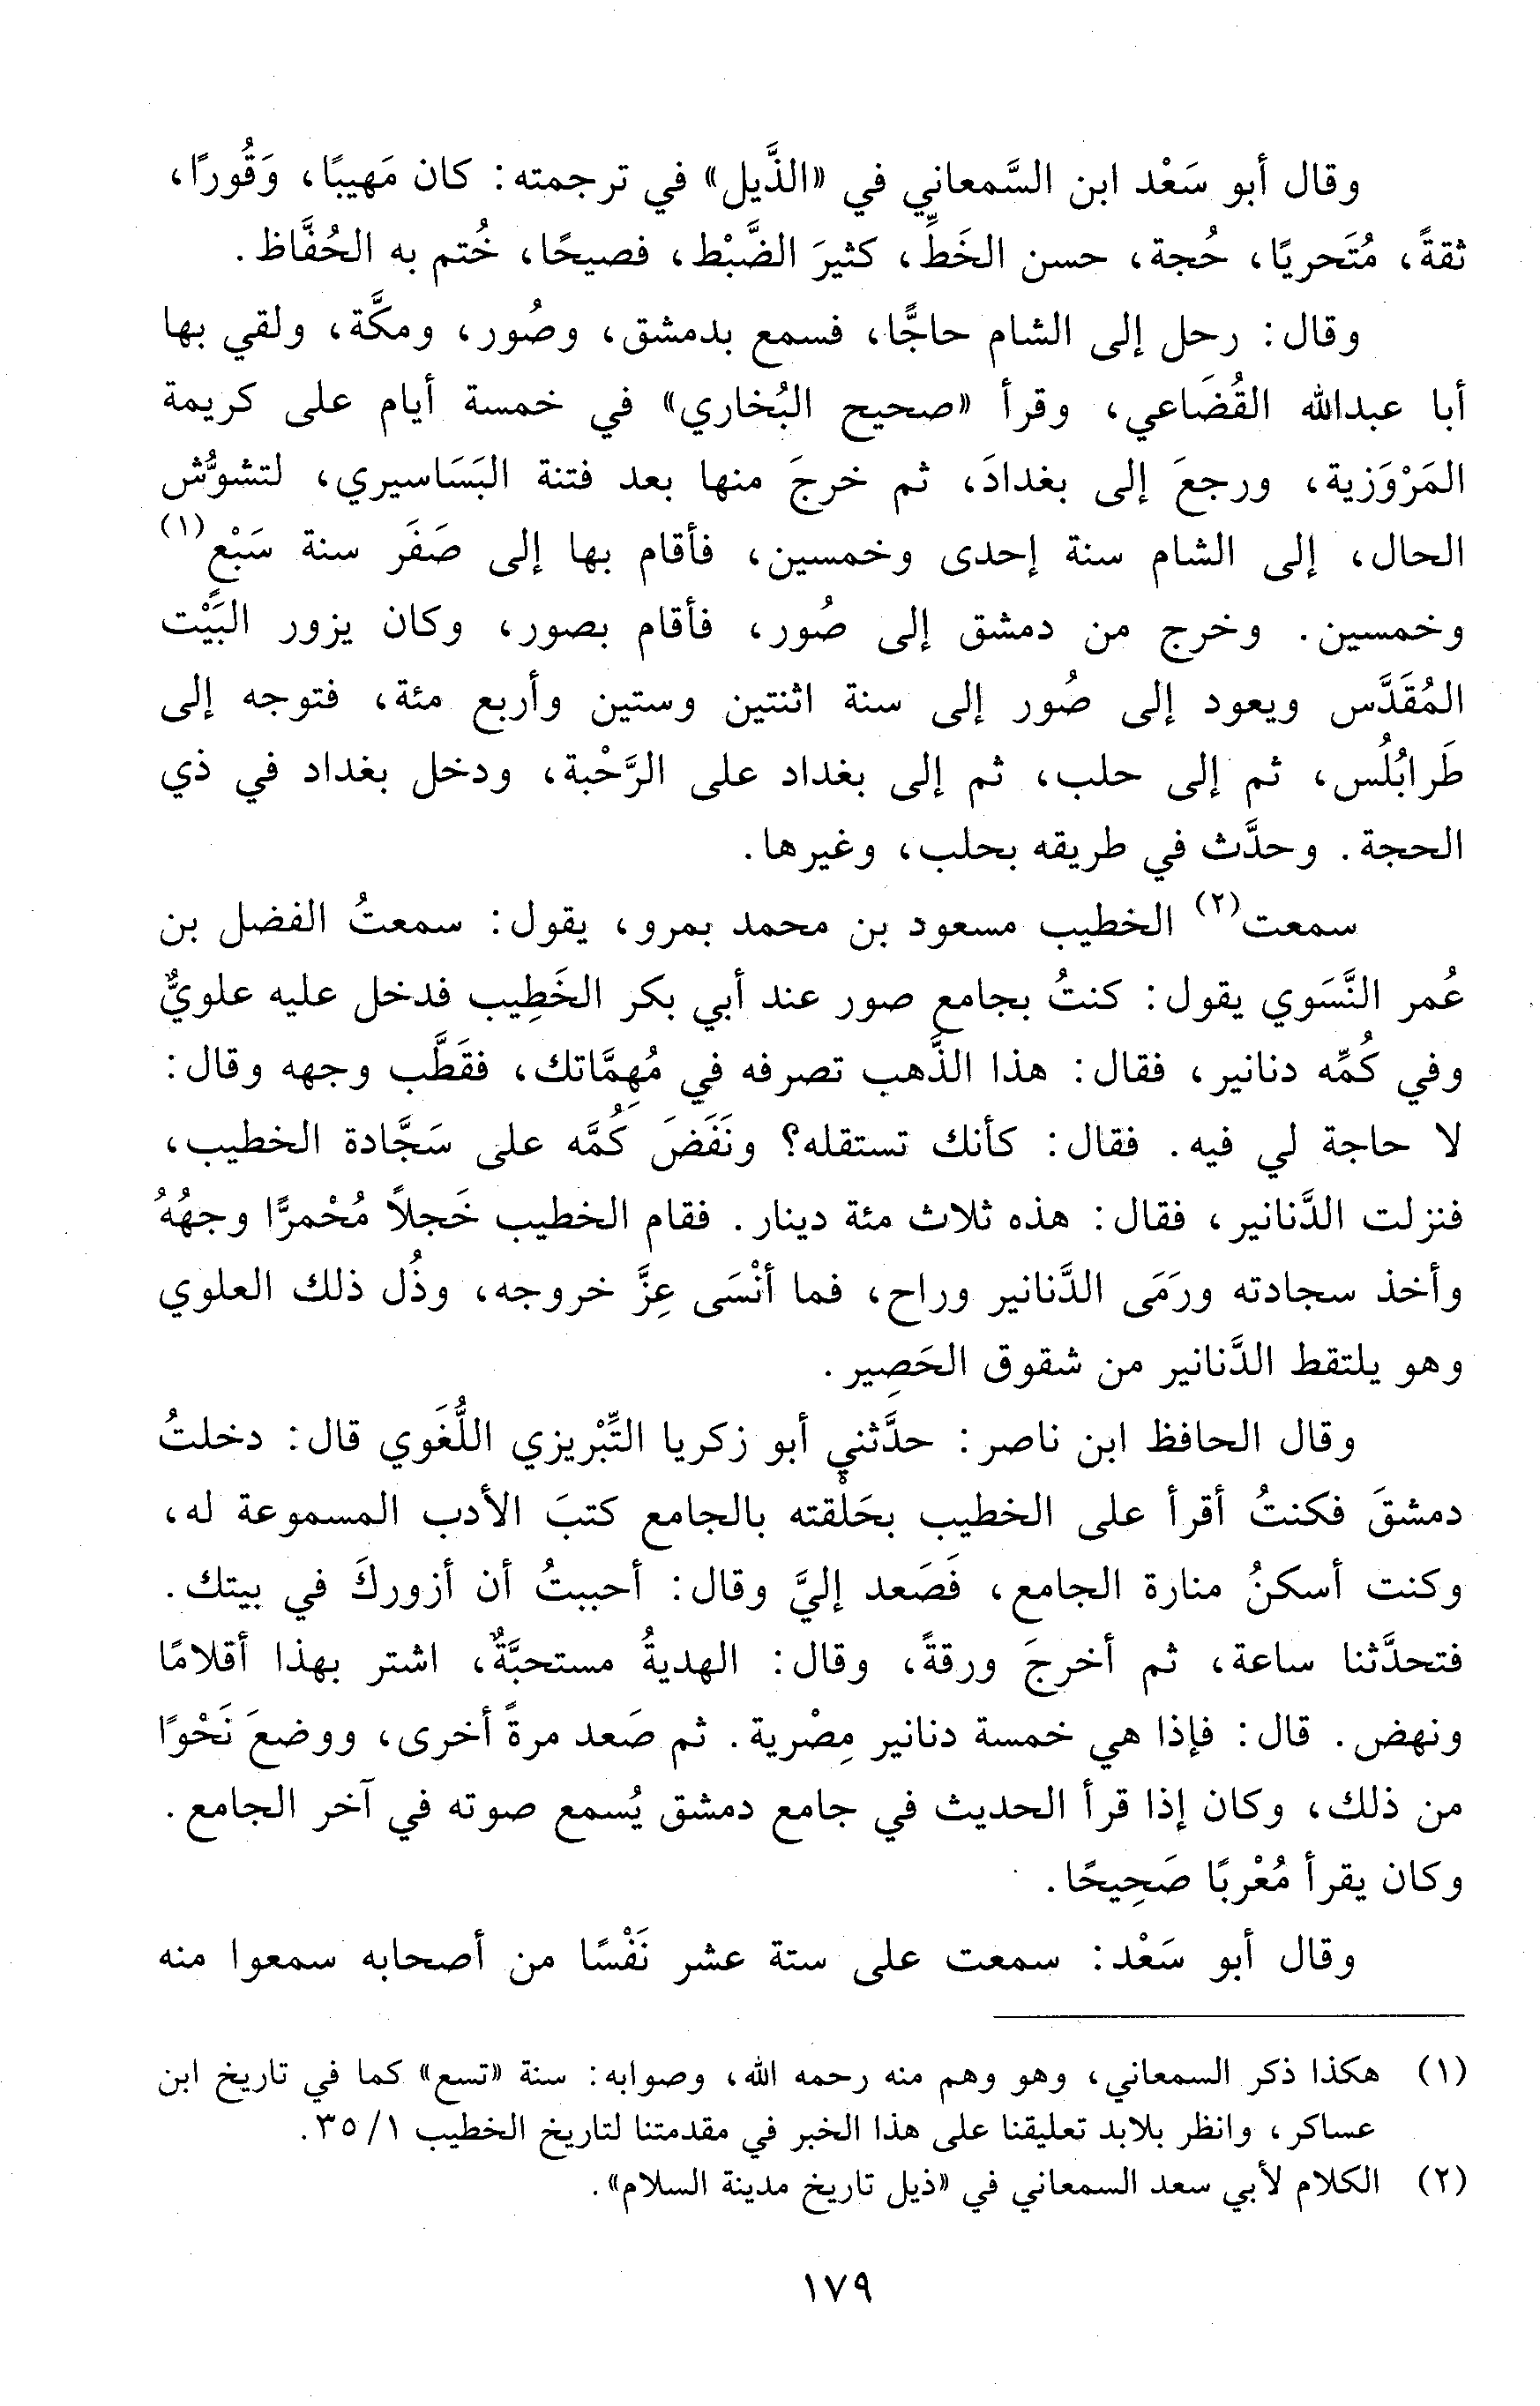 وقال أبو سَعْد ابن السَّمعاني في «الذَّيل» في ترجمته: كان مَهيبًا، وَقُورًا،
ثقةً، مُتَحريًا، حُجة، حسن الخَطِّ، كثيرَ الضَّبْط، فصيحًا، خُتم به الحُفَّاظ.
وقال: رحل إلى الشام حاجًّا، فسمع بدمشق، وصُور، ومكَّة، ولقي بها
أبا عبدالله القُضَاعي، وقرأ «صحيح البُخاري» في خمسة أيام على كريمة
المَرْوَزية، ورجعَ إلى بغدادَ، ثم خرجَ منها بعد فتنة البَسَاسيري، لتشوُّش
الحال، إلى الشام سنة إحدى وخمسين، فأقام بها إلى صَفَر سنة سَبْعٍ(١)
وخمسين. وخرج من دمشق إلى صُور، فأقام بصور، وكان يزور البَيْت
المُقَدَّس ويعود إلى صُور إلى سنة اثنتين وستين وأربع مئة، فتوجه إلى
طَرابُلُس، ثم إلى حلب، ثم إلى بغداد على الرَّحْبة، ودخل بغداد في ذي
الحجة. وحدَّث في طريقه بحلب، وغيرها.
سمعت(٢) الخطيب مسعود بن محمد بمرو، يقول: سمعتُ الفضل بن
عُمر النَّسَوي يقول: كنتُ بجامع صور عند أبي بكر الخَطِيب فدخل عليه علويٌّ
وفي كُمِّه دنانير، فقال: هذا الذَّهب تصرفه في مُهِمَّاتك، فقَطَّب وجهه وقال:
لا حاجة لي فيه. فقال: كأنك تستقله؟ ونَفَضَ كُمَّه على سَجَّادة الخطيب،
فنزلت الدَّنانير، فقال: هذه ثلاث مئة دينار. فقام الخطيب خَجلاً مُحْمرًّا وجهُهُ
وأخذ سجادته ورَمَى الدَّنانير وراح، فما أنْسَى عِزَّ خروجه، وذُل ذلك العلوي
وهو يلتقط الدَّنانير من شقوق الحَصِير.
وقال الحافظ ابن ناصر: حدَّثني أبو زكريا التِّبْريزي اللُّغَوي قال: دخلتُ
دمشقَ فكنتُ أقرأ على الخطيب بحَلْقته بالجامع كتبَ الأدب المسموعة له،
وكنت أسكنُ منارة الجامع، فَصَعد إليَّ وقال: أحببتُ أن أزوركَ في بيتك.
فتحدَّثنا ساعة، ثم أخرجَ ورقةً، وقال: الهديةُ مستحبَّةٌ، اشتر بهذا أقلامًا
ونهض. قال: فإذا هي خمسة دنانير مِصْرية. ثم صَعد مرةً أخرى، ووضعَ نَحْوًا
من ذلك، وكان إذا قرأ الحديث في جامع دمشق يُسمع صوته في آخر الجامع.
وكان يقرأ مُعْربًا صَحِيحًا.
وقال أبو سَعْد: سمعت على ستة عشر نَفْسًا من أصحابه سمعوا منه
(١) هكذا ذكر السمعاني، وهو وهم منه رحمه الله، وصوابه: سنة «تسع» كما في تاريخ ابن
عساكر، وانظر بلابد تعليقنا على هذا الخبر في مقدمتنا لتاريخ الخطيب ١/ ٣٥.
(٢) الكلام لأبي سعد السمعاني في «ذيل تاريخ مدينة السلام».
١٧٩